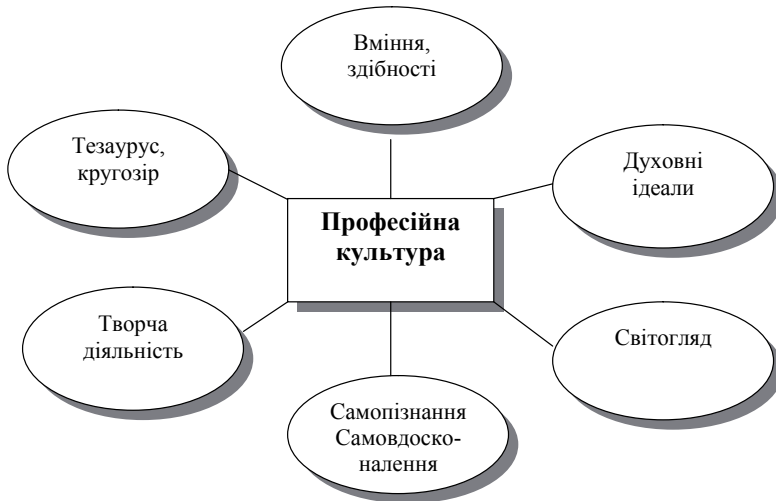 Вміння,
здібності
Тезаурус,
кругозір
Духовні
ідеали
Професійна
культура
Творча
діяльність
Світогляд
Самопізнання
Самовдоско-
налення